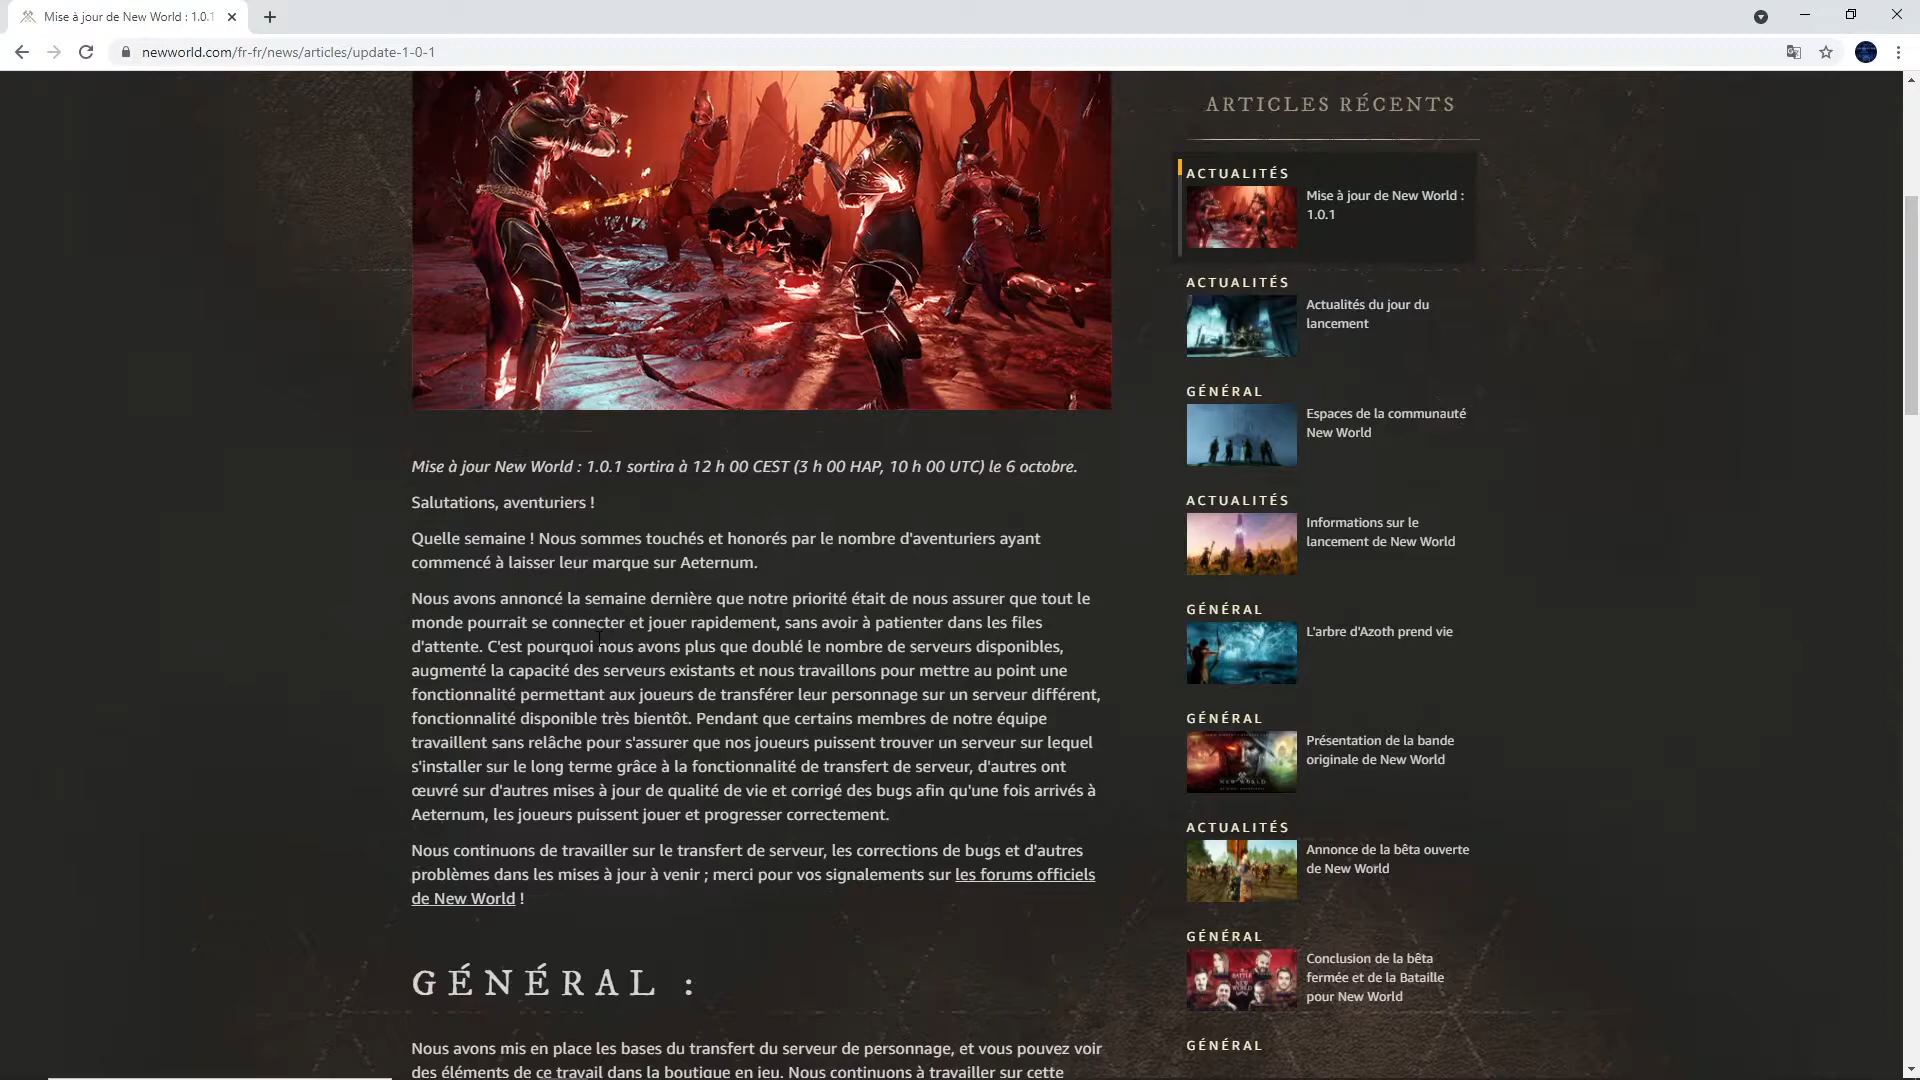 Mise à jour de New World : 1.0.1
newworld.com/fr-fr/news/articles/update-1-0-1
Mise à jour New World : 1.0.1 sortira à 12 h 00 CEST (3 h 00 HAP, 10 h 00 UTC) le 6 octobre.
Salutations, aventuriers !
Quelle semaine ! Nous sommes touchés et honorés par le nombre d'aventuriers ayant
commencé à laisser leur marque sur Aeternum.
Nous avons annoncé la semaine dernière que notre priorité était de nous assurer que tout le
monde pourrait se connecter et jouer rapidement, sans avoir à patienter dans les files
d'attente. C'est pourquoi nous avons plus que doublé le nombre de serveurs disponibles,
augmenté la capacité des serveurs existants et nous travaillons pour mettre au point une
fonctionnalité permettant aux joueurs de transférer leur personnage sur un serveur différent,
fonctionnalité disponible très bientôt. Pendant que certains membres de notre équipe
travaillent sans relâche pour s'assurer que nos joueurs puissent trouver un serveur sur lequel
s'installer sur le long terme grâce à la fonctionnalité de transfert de serveur, d'autres ont
œuvré sur d'autres mises à jour de qualité de vie et corrigé des bugs afin qu'une fois arrivés à
Aeternum, les joueurs puissent jouer et progresser correctement.
Nous continuons de travailler sur le transfert de serveur, les corrections de bugs et d'autres
problèmes dans les mises à jour à venir ; merci pour vos signalements sur les forums officiels
de New World !
GÉNÉRAL :
Nous avons mis en place les bases du transfert du serveur de personnage, et vous pouvez voir
des éléments de ce travail dans la boutique en jeu. Nous continuons à travailler sur cette
ARTICLES RÉCENTS
ACTUALITÉS
Mise à jour de New World :
1.0.1
ACTUALITÉS
Actualités du jour du
lancement
GÉNÉRAL
Espaces de la communauté
New World
ACTUALITÉS
Informations sur le
lancement de New World
GÉNÉRAL
L'arbre d'Azoth prend vie
GÉNÉRAL
Présentation de la bande
originale de New World
ACTUALITÉS
Annonce de la bêta ouverte
de New World
GÉNÉRAL
Conclusion de la bêta
fermée et de la Bataille
pour New World
GÉNÉRAL